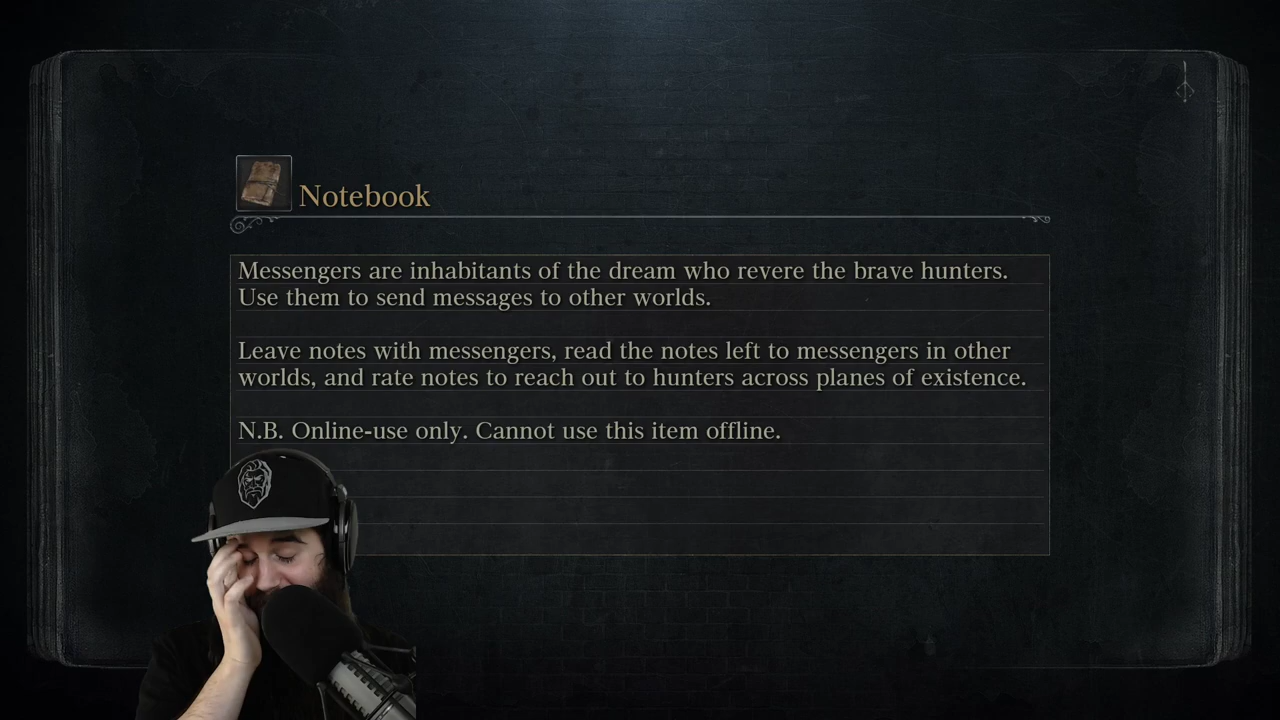 Notebook
Messengers are inhabitants of the dream who revere the brave hunters.
Use them to send messages to other worlds.
Leave notes with messengers, read the notes left to messengers in other
worlds, and rate notes to reach out to hunters across planes of existence.
N.B. Online-use only. Cannot use this item offline.